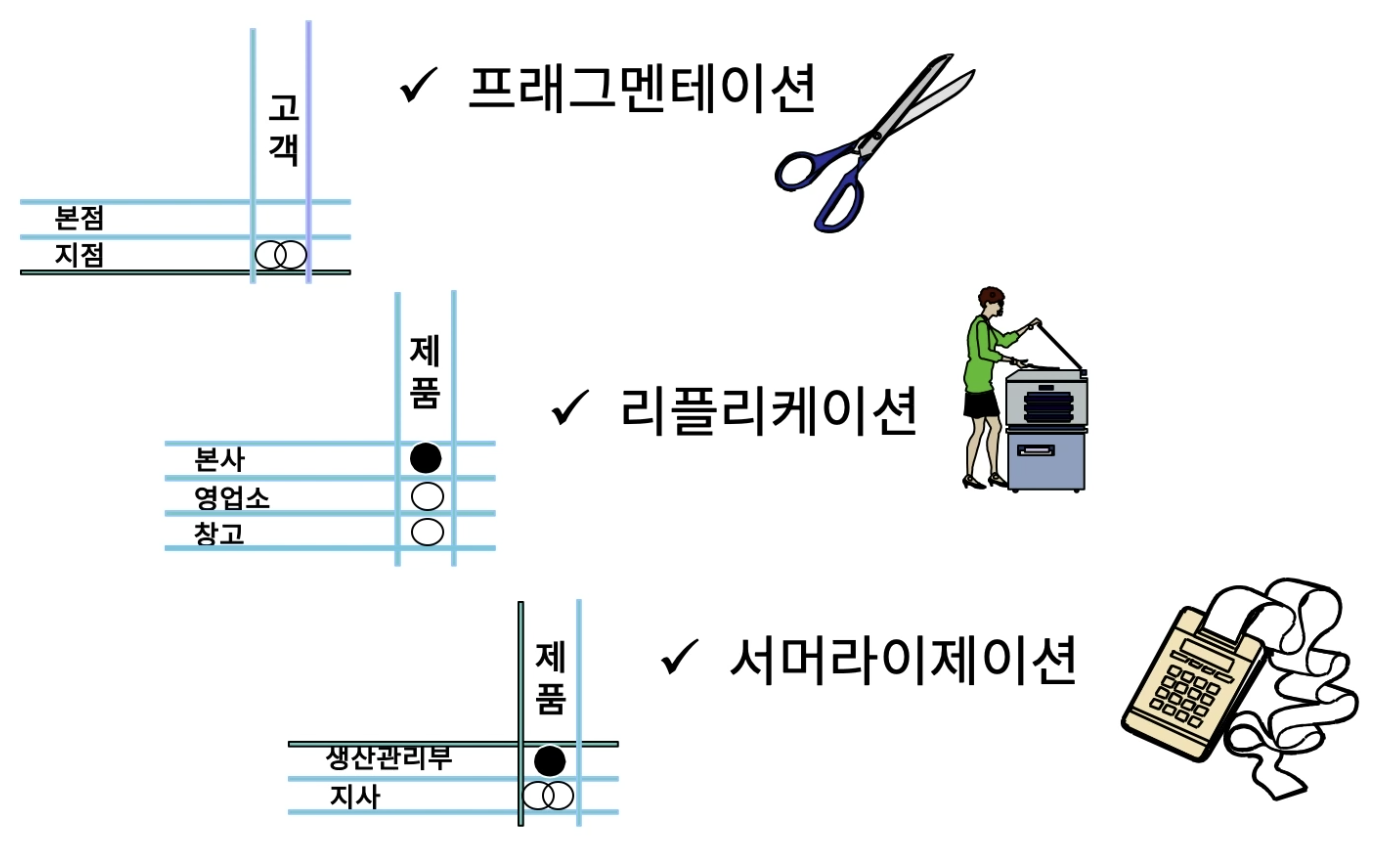 고객
✓ 프래그멘테이션
본점
지점
제품
✓ 리플리케이션
본사
영업소
창고
제품
✓ 서머라이제이션
생산관리부
지사